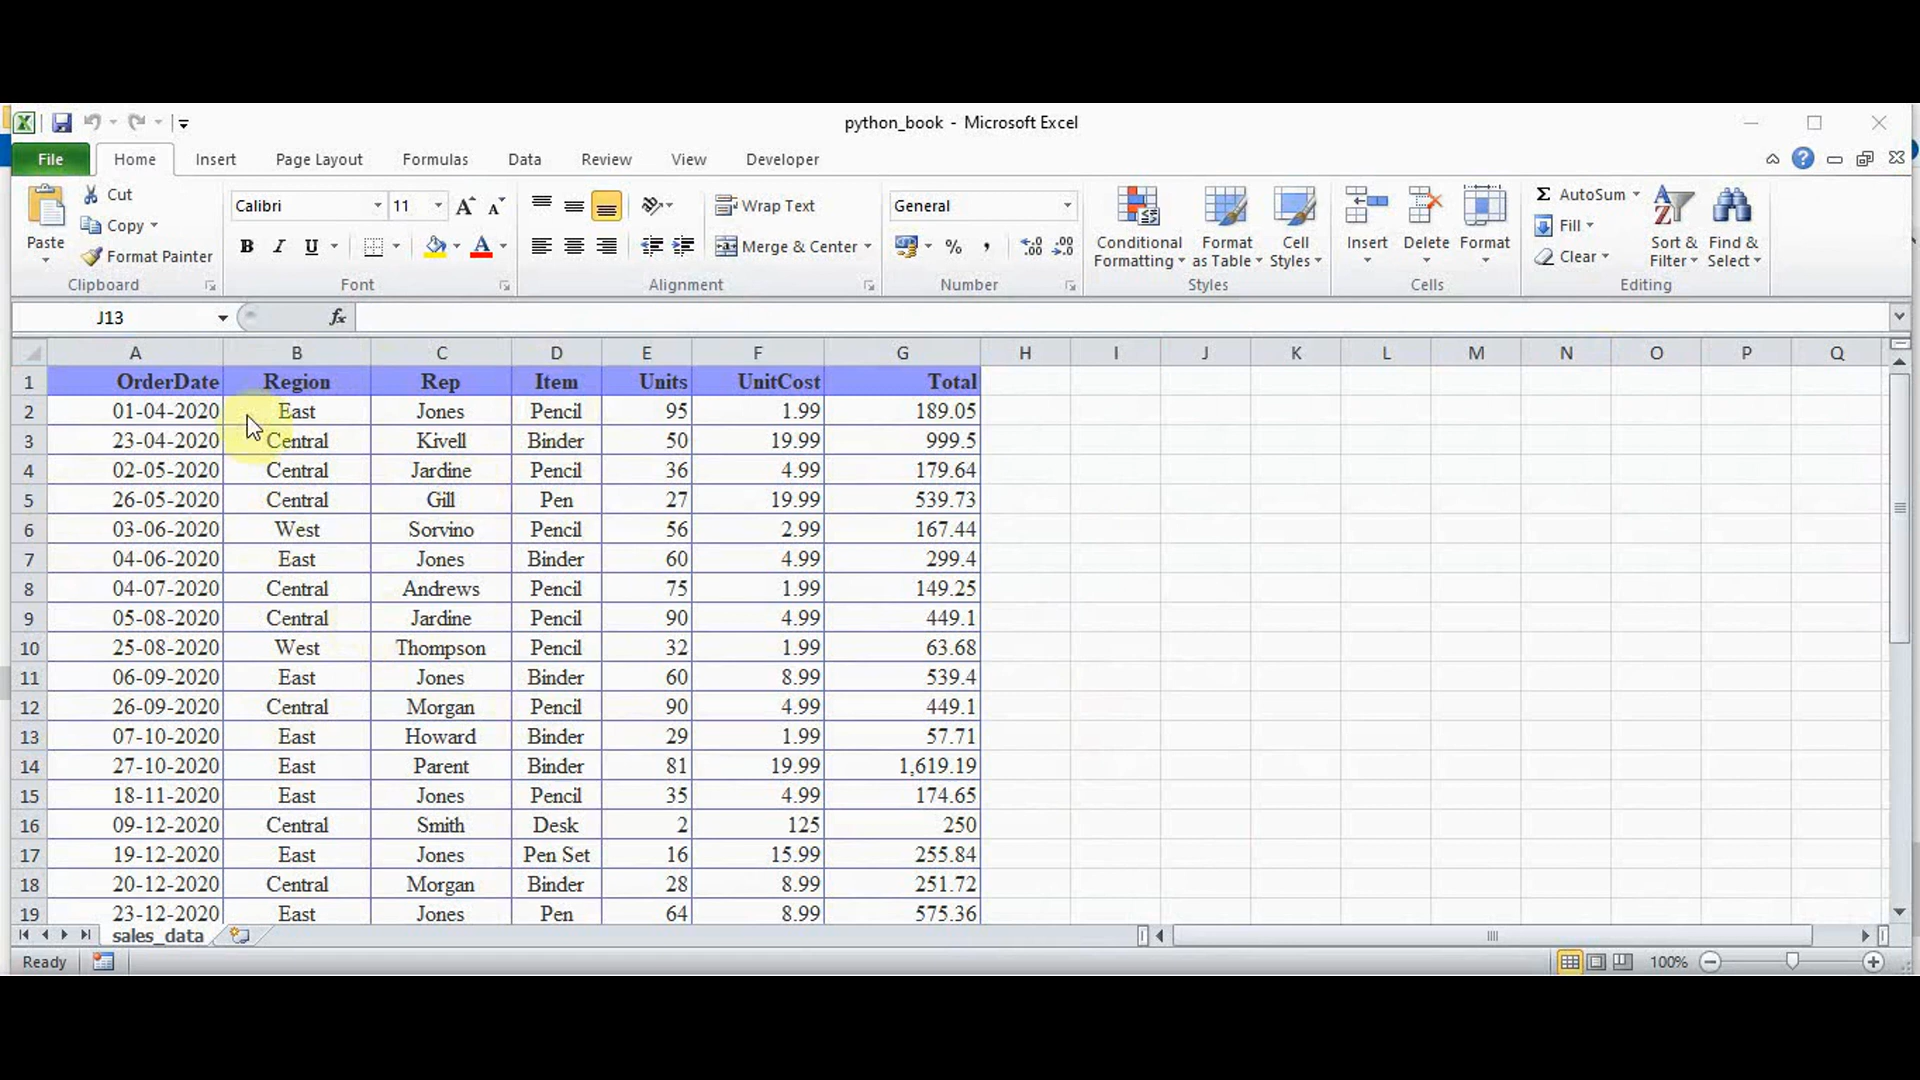 python_book - Microsoft Excel
File Home Insert Page Layout Formulas Data Review View Developer
Paste Cut Copy Format Painter Clipboard
Calibri 11 B I U A A A Font
Wrap Text Merge & Center Alignment
General % , .0 .00 .00 .0 Number
Conditional Formatting Format as Table Cell Styles Styles
Insert Delete Format Cells
Σ AutoSum Fill Clear Sort & Filter Find & Select Editing
J13 fx
A B C D E F G H I J K L M N O P Q
1 OrderDate Region Rep Item Units UnitCost Total
2 01-04-2020 East Jones Pencil 95 1.99 189.05
3 23-04-2020 Central Kivell Binder 50 19.99 999.5
4 02-05-2020 Central Jardine Pencil 36 4.99 179.64
5 26-05-2020 Central Gill Pen 27 19.99 539.73
6 03-06-2020 West Sorvino Pencil 56 2.99 167.44
7 04-06-2020 East Jones Binder 60 4.99 299.4
8 04-07-2020 Central Andrews Pencil 75 1.99 149.25
9 05-08-2020 Central Jardine Pencil 90 4.99 449.1
10 25-08-2020 West Thompson Pencil 32 1.99 63.68
11 06-09-2020 East Jones Binder 60 8.99 539.4
12 26-09-2020 Central Morgan Pencil 90 4.99 449.1
13 07-10-2020 East Howard Binder 29 1.99 57.71
14 27-10-2020 East Parent Binder 81 19.99 1,619.19
15 18-11-2020 East Jones Pencil 35 4.99 174.65
16 09-12-2020 Central Smith Desk 2 125 250
17 19-12-2020 East Jones Pen Set 16 15.99 255.84
18 20-12-2020 Central Morgan Binder 28 8.99 251.72
19 23-12-2020 East Jones Pen 64 8.99 575.36
sales_data
Ready 100%